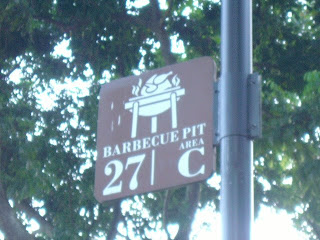 BARBECUE PIT
27 | AREA C